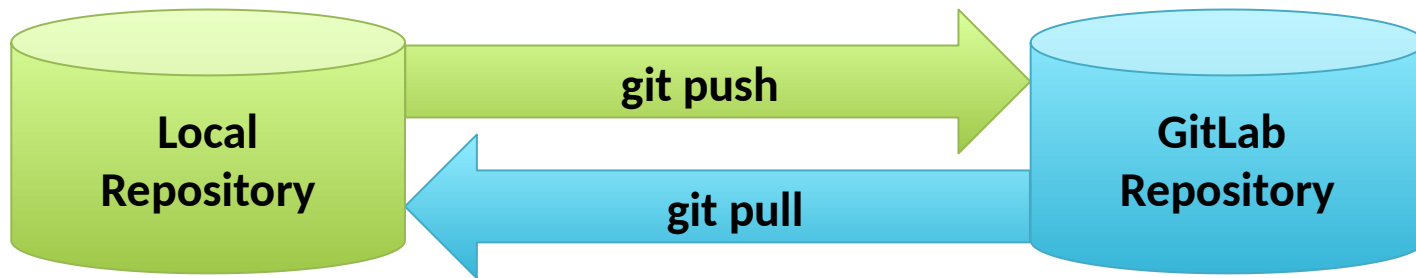 Local
Repository
git push
git pull
GitLab
Repository